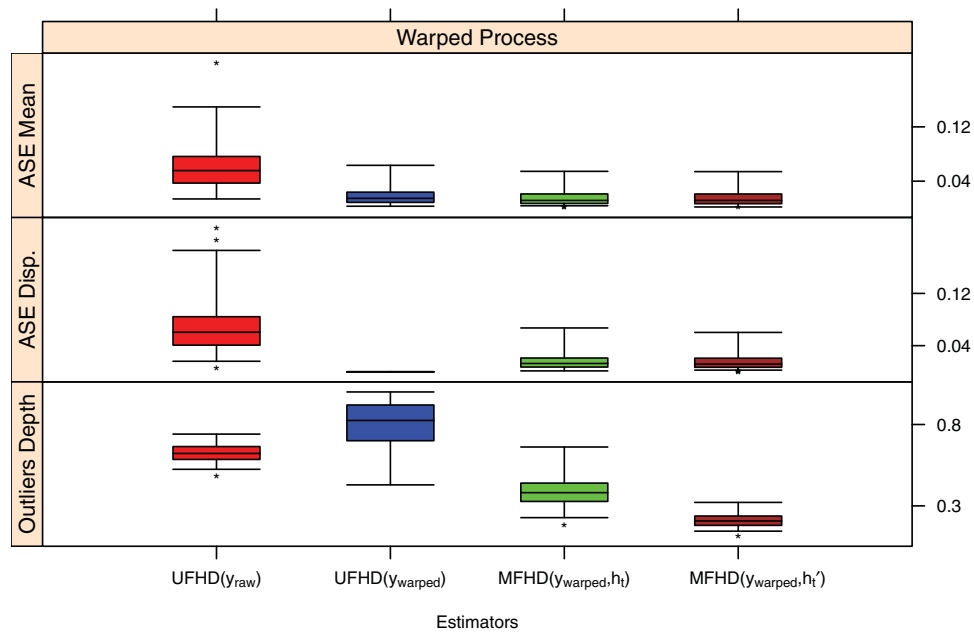 Warped Process
ASE Mean
0.12
0.04
ASE Disp.
0.12
0.04
Outliers Depth
0.8
0.3
UFHD(y_raw) UFHD(y_warped) MFHD(y_warped,h_t) MFHD(y_warped,h_t′)
Estimators